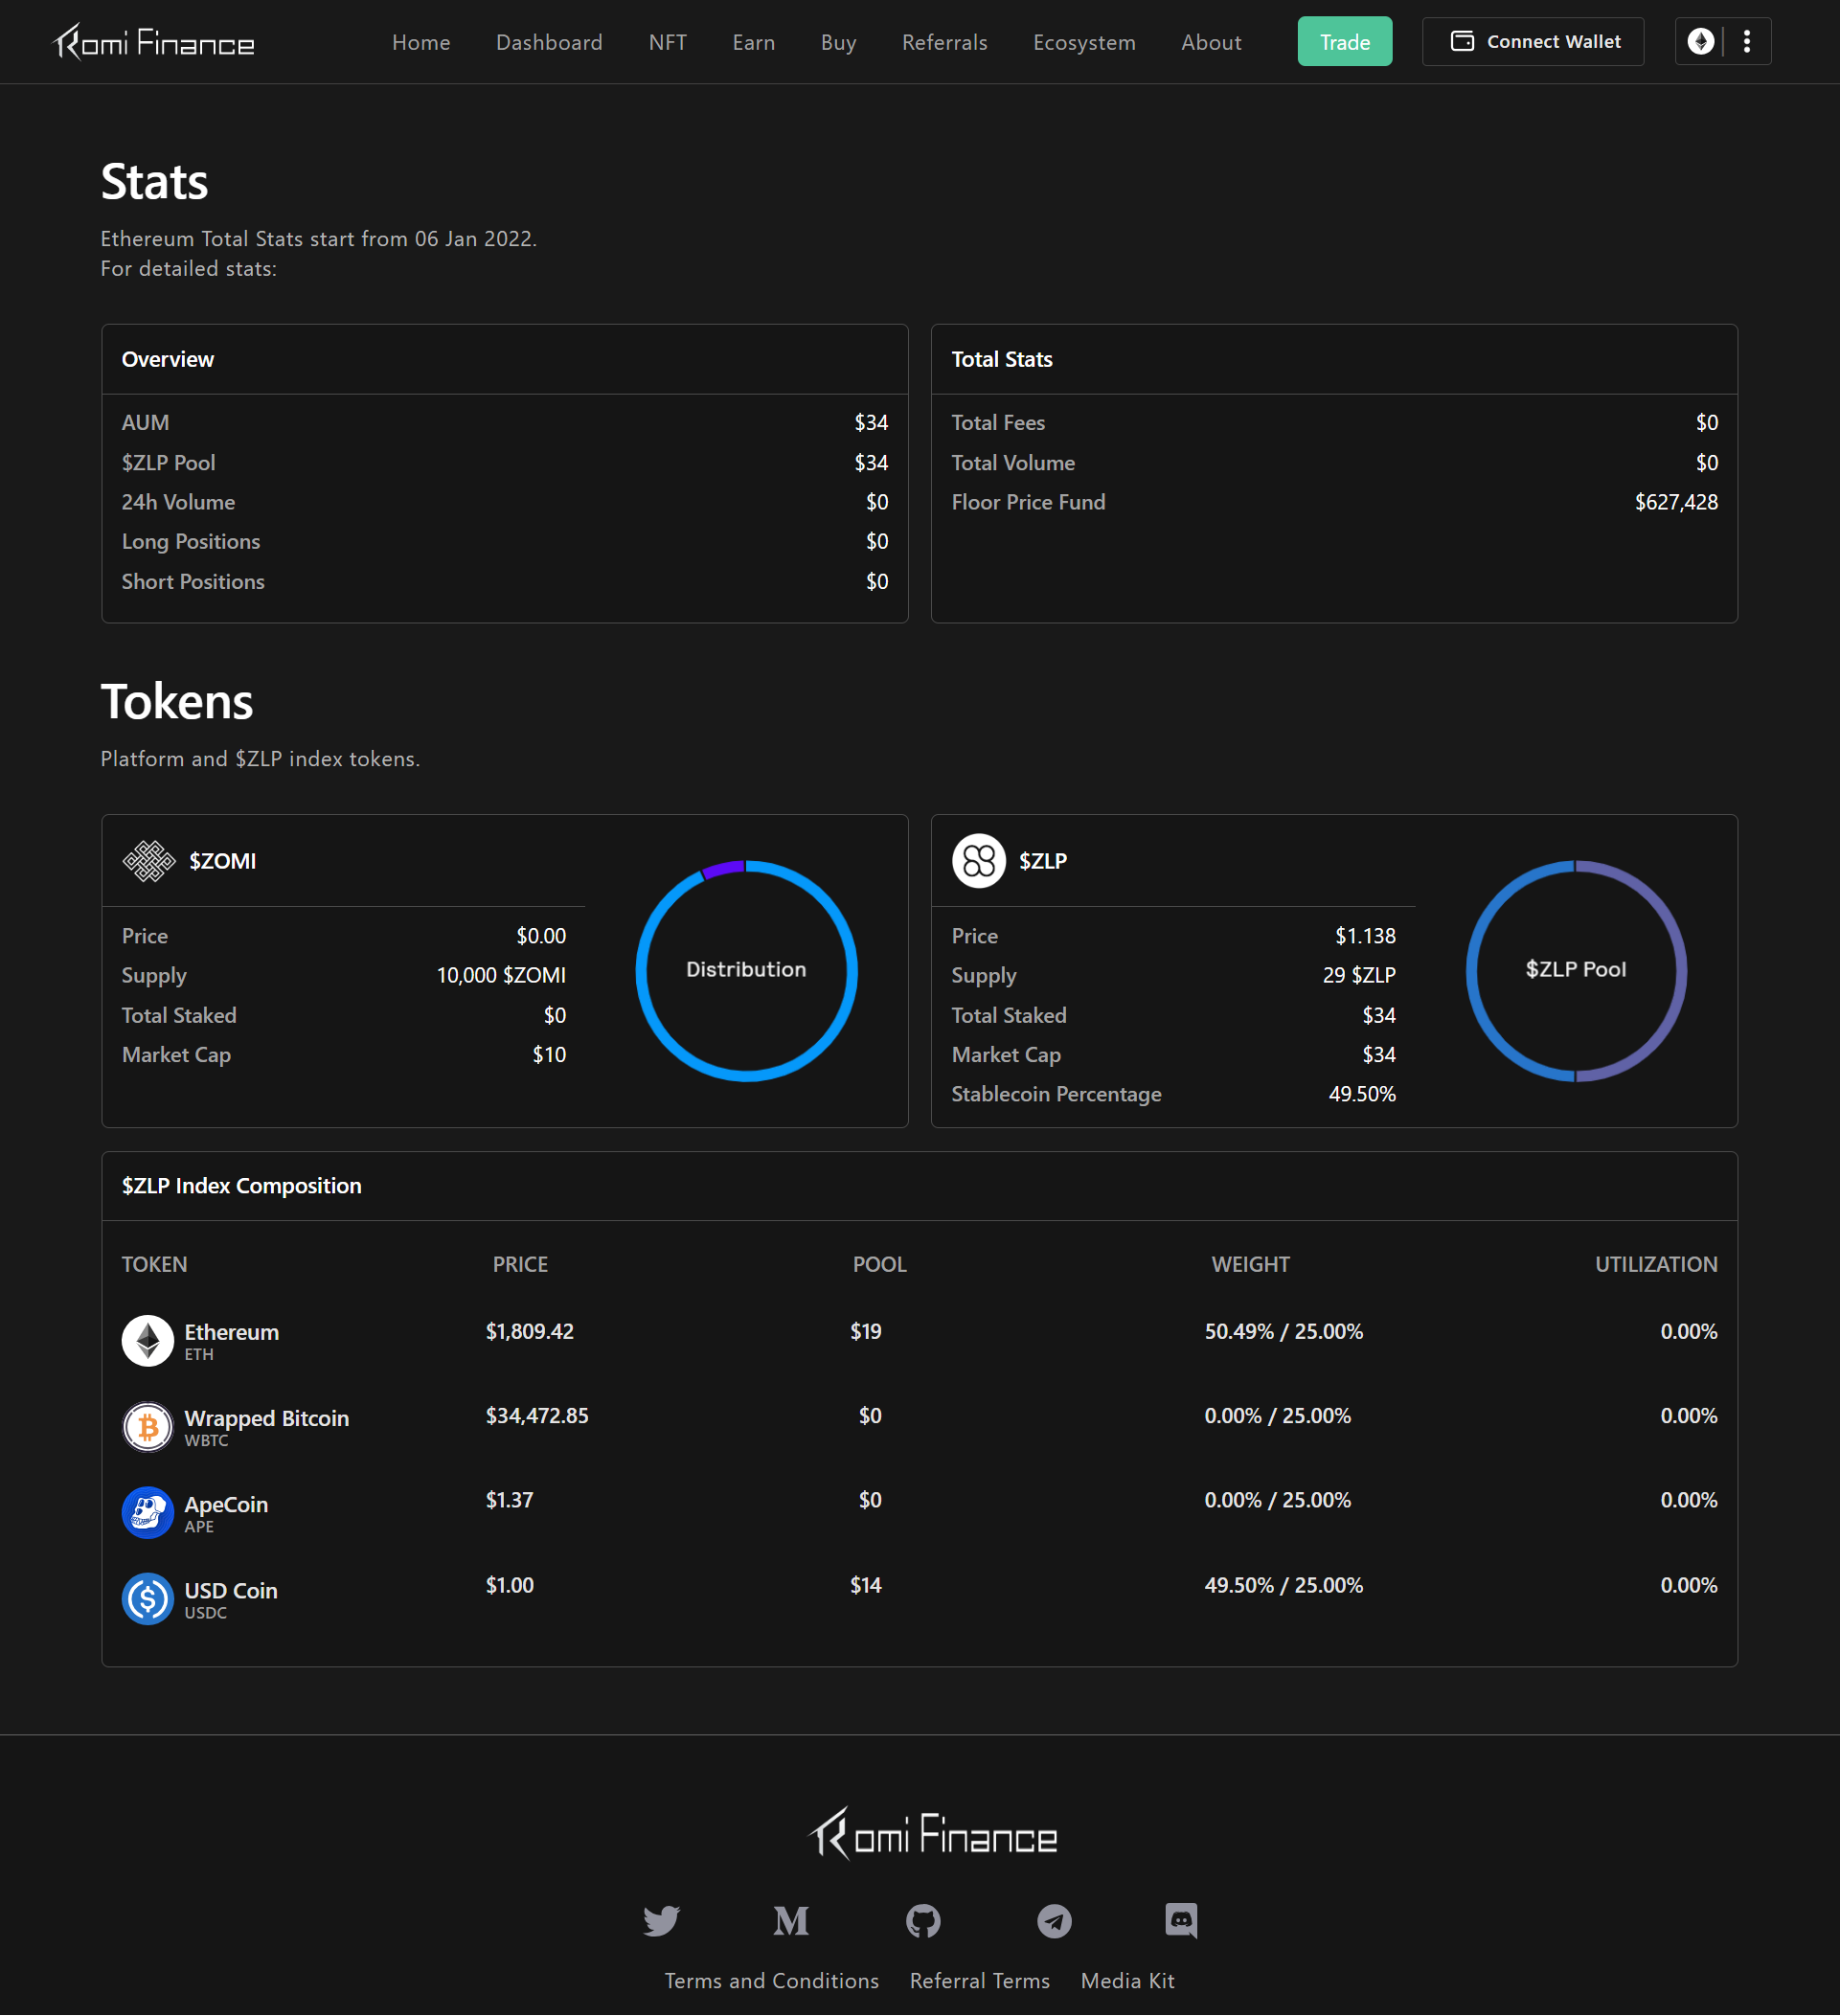 Romi Finance
Home Dashboard NFT Earn Buy Referrals Ecosystem About Trade Connect Wallet
Stats
Ethereum Total Stats start from 06 Jan 2022.
For detailed stats:
Overview
AUM $34
$ZLP Pool $34
24h Volume $0
Long Positions $0
Short Positions $0
Total Stats
Total Fees $0
Total Volume $0
Floor Price Fund $627,428
Tokens
Platform and $ZLP index tokens.
$ZOMI
Price $0.00
Supply 10,000 $ZOMI
Total Staked $0
Market Cap $10
Distribution
$ZLP
Price $1.138
Supply 29 $ZLP
Total Staked $34
Market Cap $34
Stablecoin Percentage 49.50%
$ZLP Pool
$ZLP Index Composition
TOKEN PRICE POOL WEIGHT UTILIZATION
Ethereum $1,809.42 $19 50.49% / 25.00% 0.00%
ETH
Wrapped Bitcoin $34,472.85 $0 0.00% / 25.00% 0.00%
WBTC
ApeCoin $1.37 $0 0.00% / 25.00% 0.00%
APE
USD Coin $1.00 $14 49.50% / 25.00% 0.00%
USDC
Romi Finance
Terms and Conditions Referral Terms Media Kit